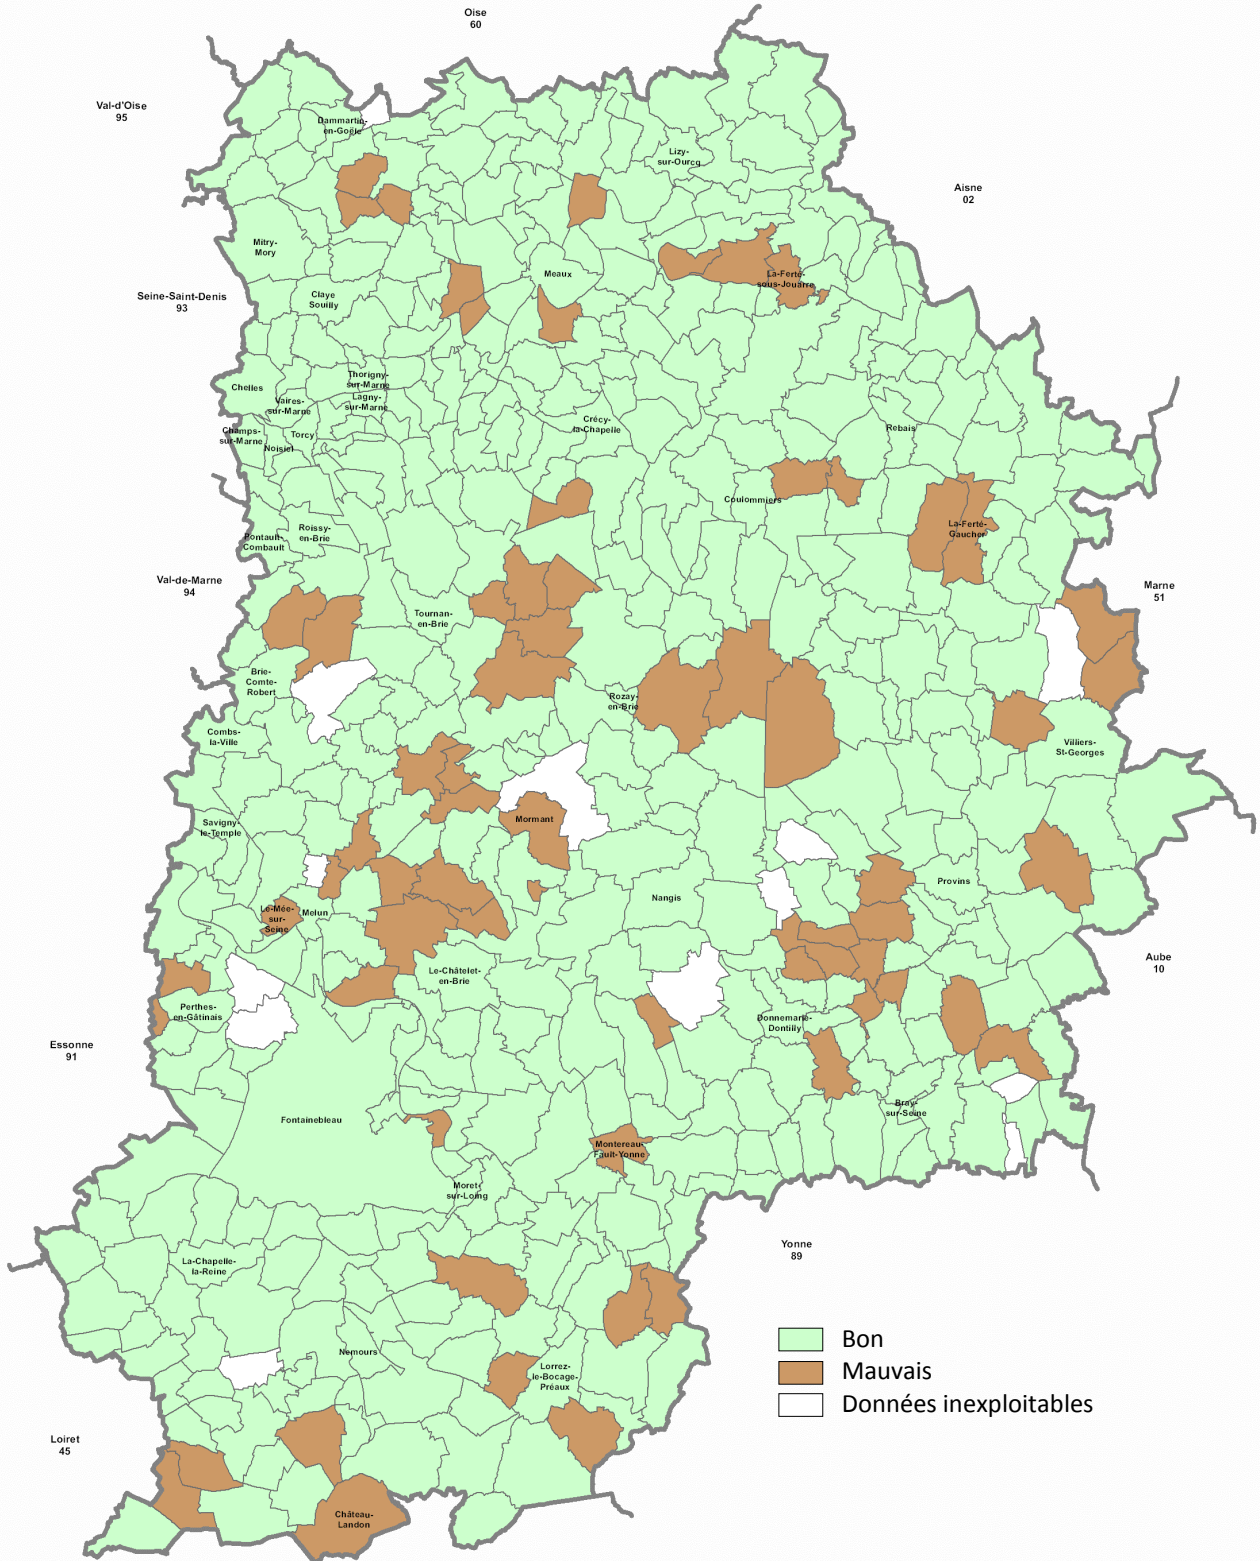 Oise
60
Val-d'Oise
95
Dammartin-
en-Goële
Lizy-
sur-Ourcq
Aisne
02
Mitry-
Mory
Meaux
La-Ferté-
sous-Jouarre
Seine-Saint-Denis
93
Claye
Souilly
Thorigny-
sur-Marne
Chelles
Lagny-
sur-Marne
Vaires-
sur-Marne
Crécy-
la-Chapelle
Rebais
Champs-
sur-Marne
Torcy
Noisiel
Coulommiers
La-Ferté-
Gaucher
Roissy-
en-Brie
Pontault-
Combault
Val-de-Marne
94
Marne
51
Tournan-
en-Brie
Brie-
Comte-
Robert
Rozay-
en-Brie
Combs-
la-Ville
Villiers-
St-Georges
Savigny-
le-Temple
Mormant
Provins
Nangis
Le-Mée-
sur-
Seine
Melun
Aube
10
Le-Châtelet-
en-Brie
Perthes-
en-Gâtinais
Donnemarie-
Dontilly
Essonne
91
Bray-
sur-Seine
Fontainebleau
Montereau-
Fault-Yonne
Moret-
sur-Loing
Yonne
89
La-Chapelle-
la-Reine
Nemours
Lorrez-
le-Bocage-
Préaux
Bon
Mauvais
Données inexploitables
Loiret
45
Château-
Landon